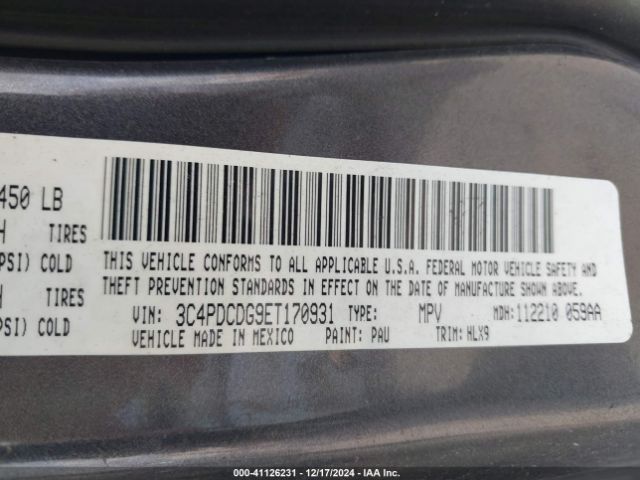 450 LB
TIRES
PSI) COLD
TIRES
PSI) COLD
THIS VEHICLE CONFORMS TO ALL APPLICABLE U.S.A. FEDERAL MOTOR VEHICLE SAFETY AND
THEFT PREVENTION STANDARDS IN EFFECT ON THE DATE OF MANUFACTURE SHOWN ABOVE.
VIN: 3C4PDCDG9ET170931 TYPE: MPV MDH:112210 059AA
VEHICLE MADE IN MEXICO PAINT: PAU TRIM: HLX9
000-41126231 - 12/17/2024 - IAA Inc.